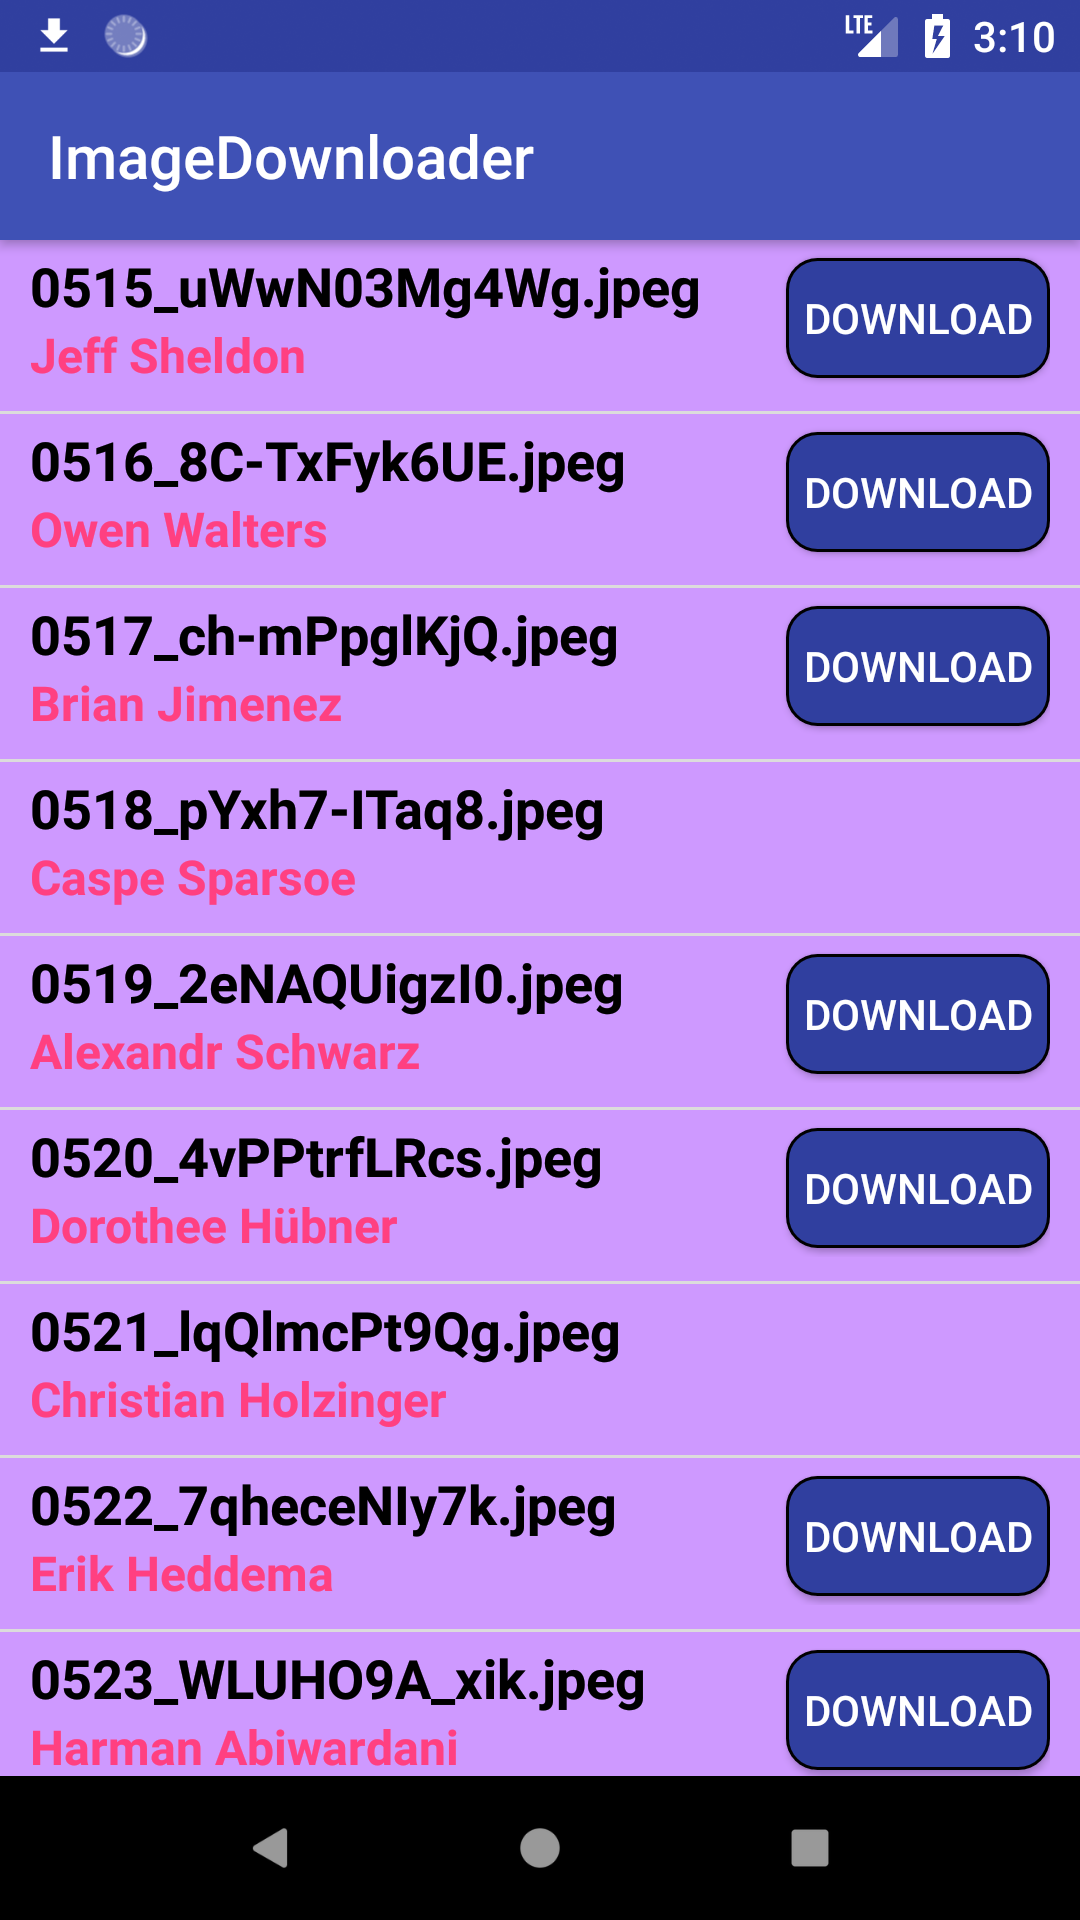 LTE 3:10
ImageDownloader
0515_uWwN03Mg4Wg.jpeg
Jeff Sheldon
DOWNLOAD
0516_8C-TxFyk6UE.jpeg
Owen Walters
DOWNLOAD
0517_ch-mPpglKjQ.jpeg
Brian Jimenez
DOWNLOAD
0518_pYxh7-ITaq8.jpeg
Caspe Sparsoe
0519_2eNAQUigzI0.jpeg
Alexandr Schwarz
DOWNLOAD
0520_4vPPtrfLRcs.jpeg
Dorothee Hübner
DOWNLOAD
0521_lqQlmcPt9Qg.jpeg
Christian Holzinger
0522_7qheceNIy7k.jpeg
Erik Heddema
DOWNLOAD
0523_WLUHO9A_xik.jpeg
Harman Abiwardani
DOWNLOAD